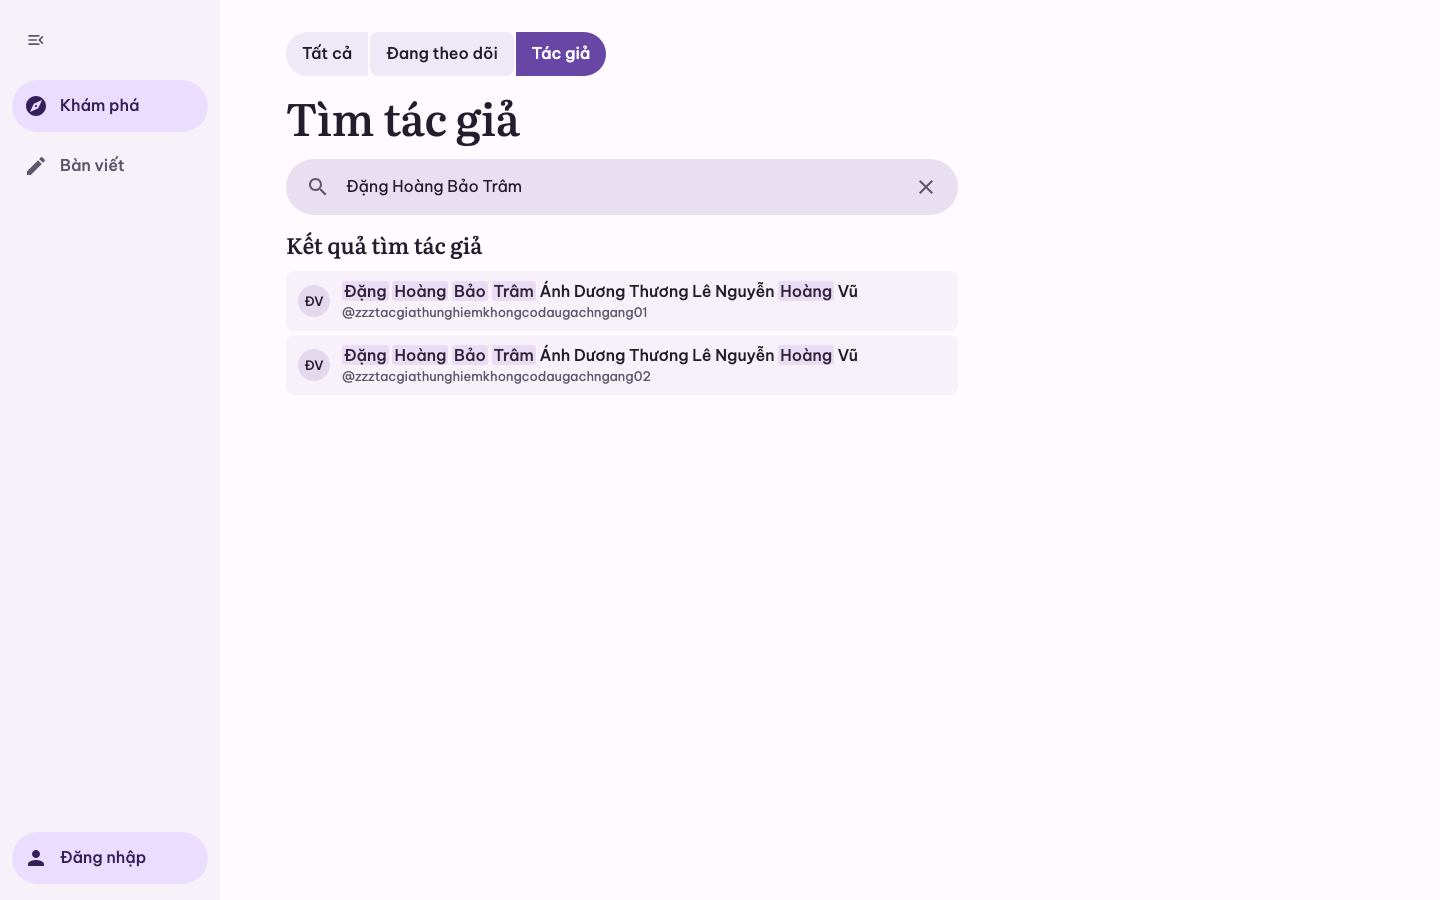 Tất cả
Đang theo dõi
Tác giả
Khám phá
Bàn viết
Tìm tác giả
Đặng Hoàng Bảo Trâm
Kết quả tìm tác giả
ĐV
Đặng Hoàng Bảo Trâm Ánh Dương Thương Lê Nguyễn Hoàng Vũ
@zzztacgiathunghiemkhongcodaugachngang01
ĐV
Đặng Hoàng Bảo Trâm Ánh Dương Thương Lê Nguyễn Hoàng Vũ
@zzztacgiathunghiemkhongcodaugachngang02
Đăng nhập